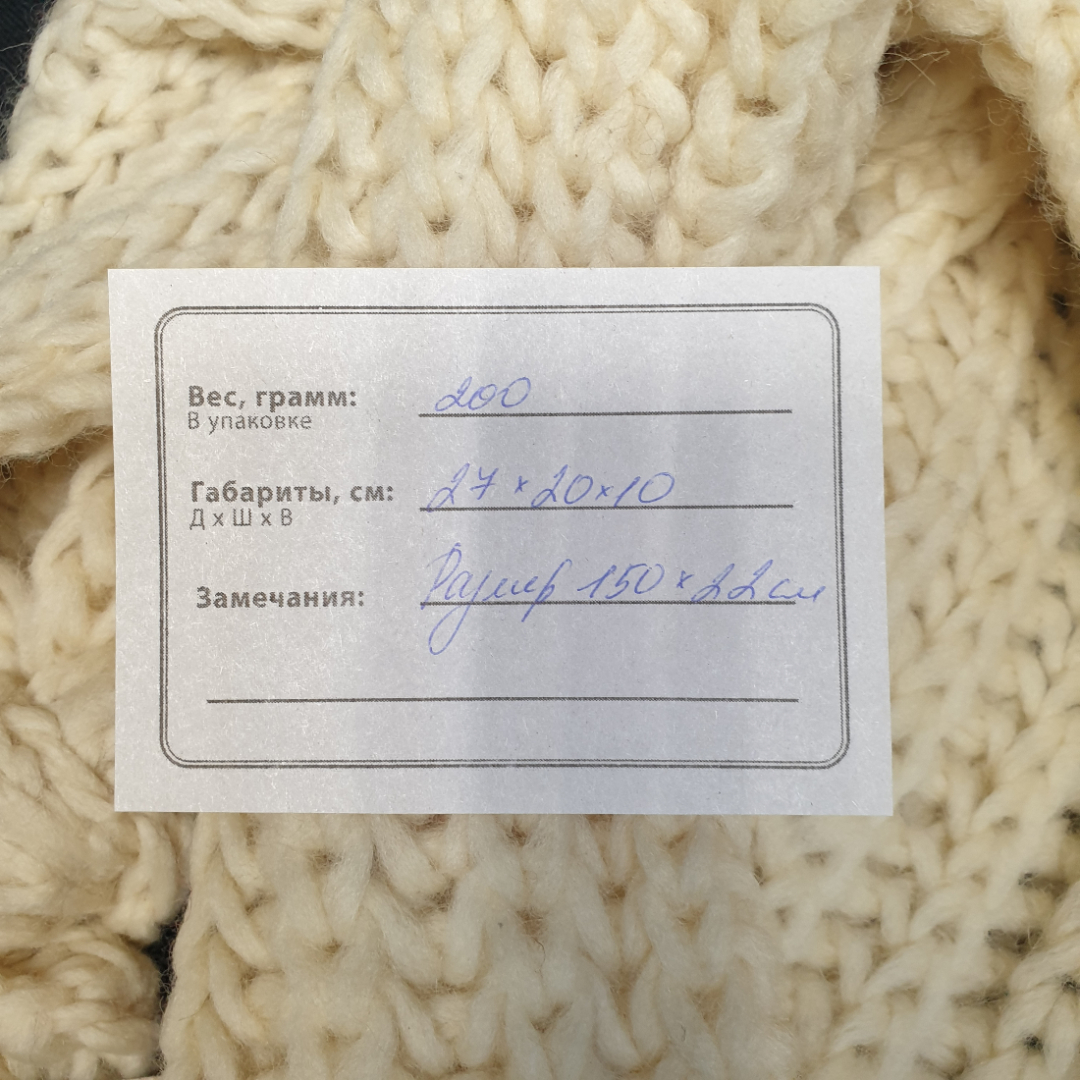 Вес, грамм: 200
В упаковке
Габариты, см: 27 x 20 x 10
Д х Ш х В
Замечания: Размер 150 x 22 см